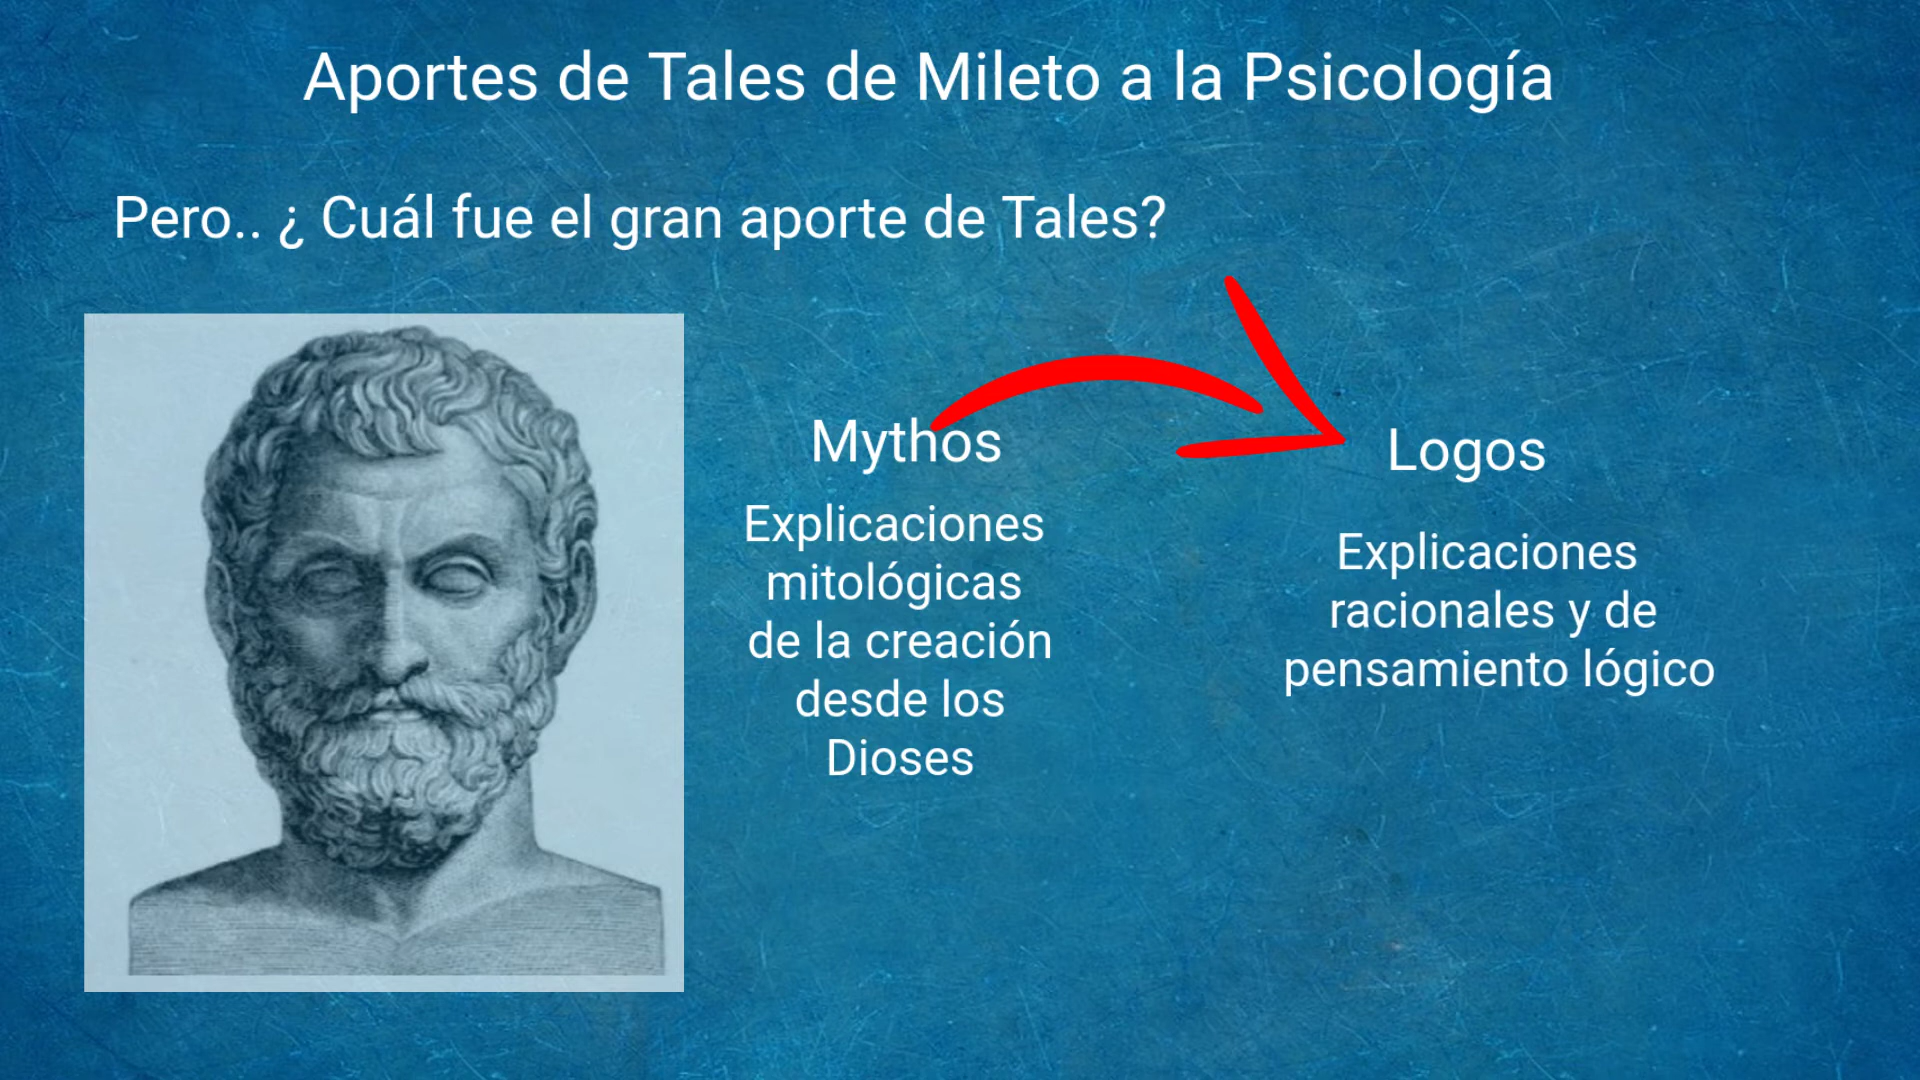 Aportes de Tales de Mileto a la Psicología
Pero.. ¿ Cuál fue el gran aporte de Tales?
Mythos
Explicaciones
mitológicas
de la creación
desde los
Dioses
Logos
Explicaciones
racionales y de
pensamiento lógico